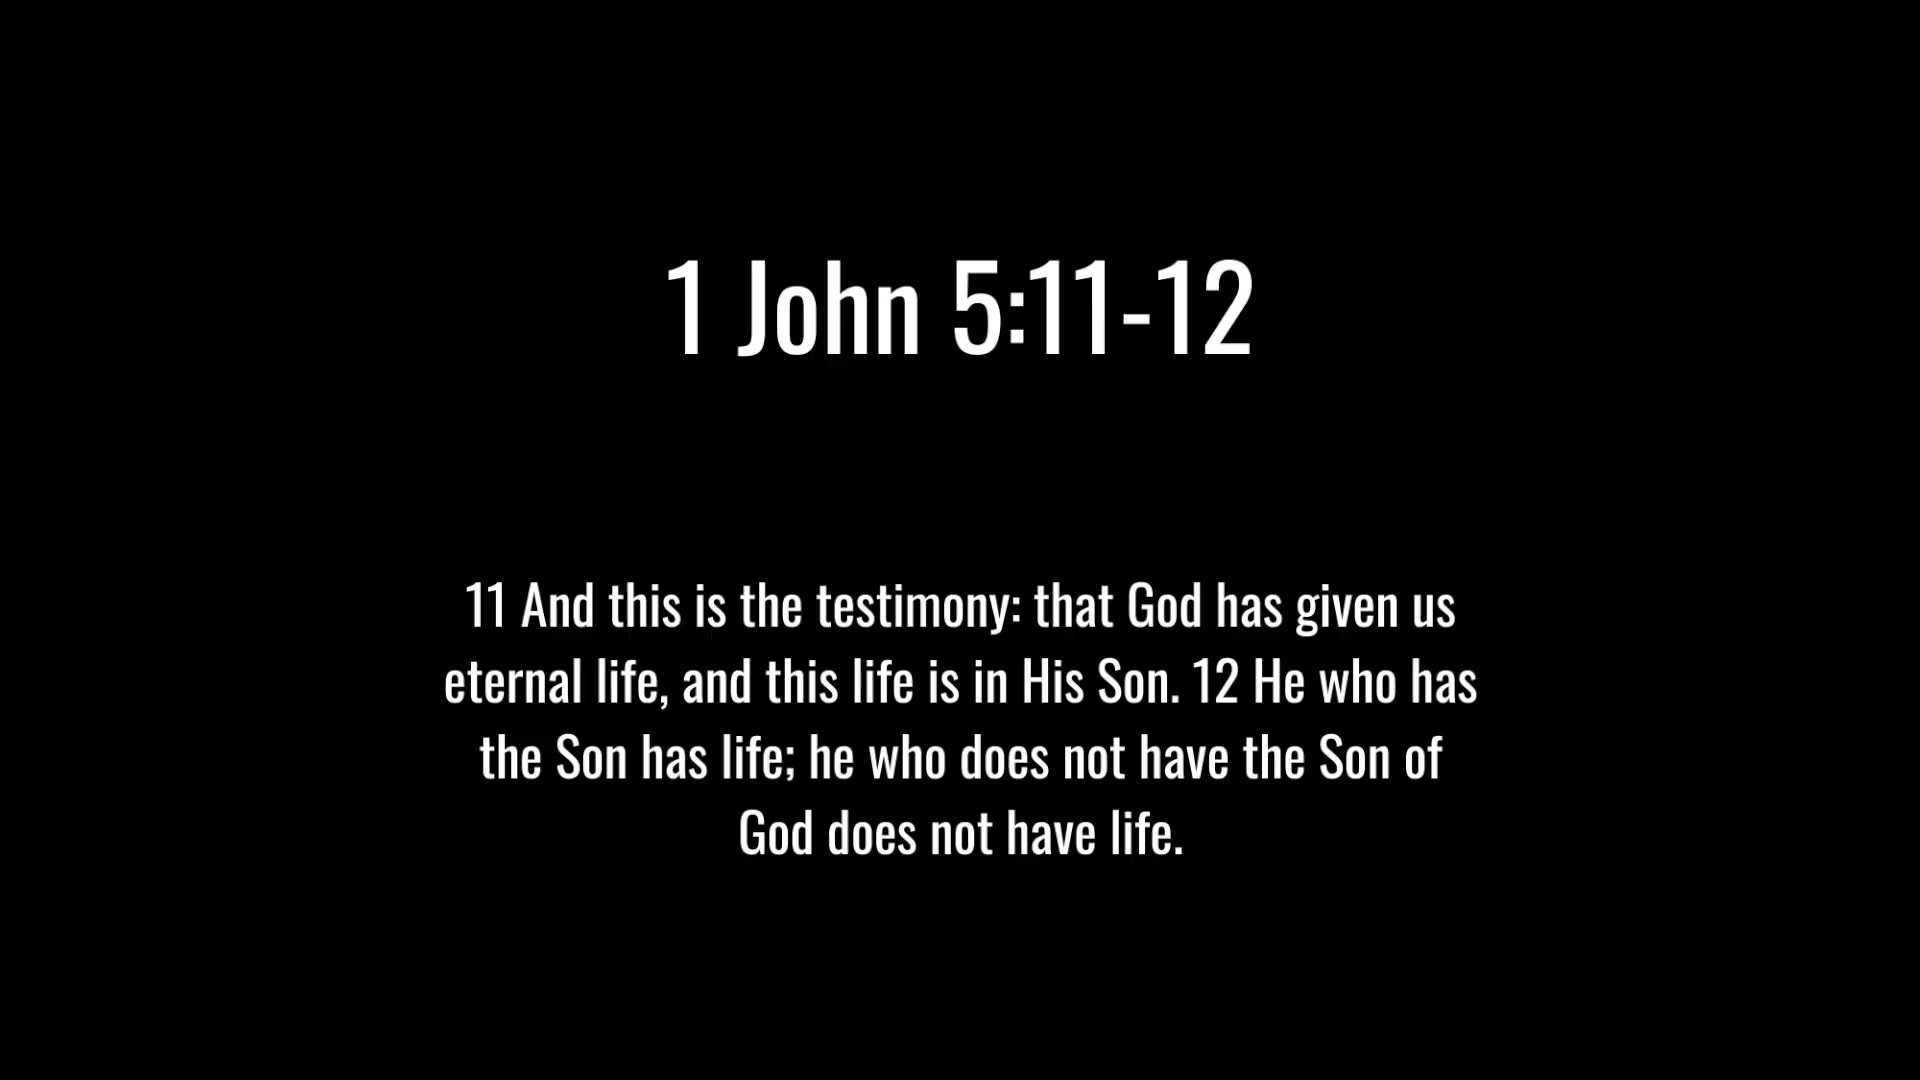 1 John 5:11-12
11 And this is the testimony: that God has given us
eternal life, and this life is in His Son. 12 He who has
the Son has life; he who does not have the Son of
God does not have life.